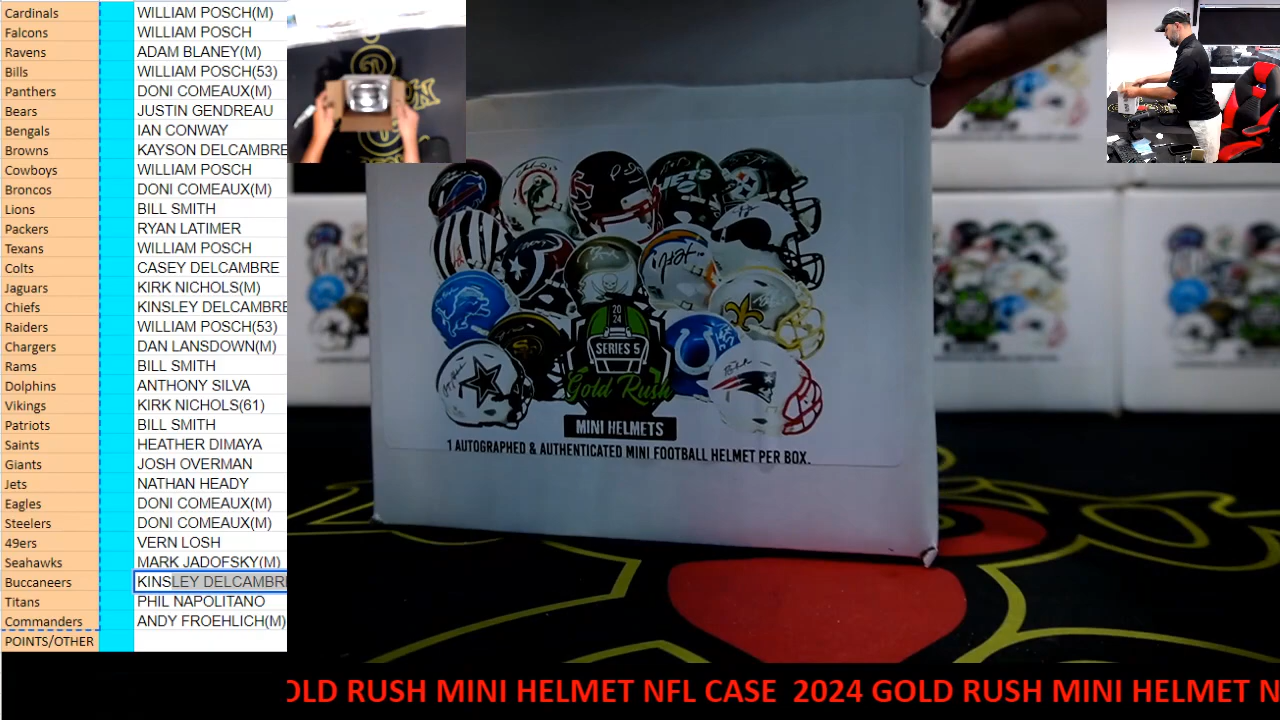 Cardinals WILLIAM POSCH(M)
Falcons WILLIAM POSCH
Ravens ADAM BLANEY(M)
Bills WILLIAM POSCH(53)
Panthers DONI COMEAUX(M)
Bears JUSTIN GENDREAU
Bengals IAN CONWAY
Browns KAYSON DELCAMBRE
Cowboys WILLIAM POSCH
Broncos DONI COMEAUX(M)
Lions BILL SMITH
Packers RYAN LATIMER
Texans WILLIAM POSCH
Colts CASEY DELCAMBRE
Jaguars KIRK NICHOLS(M)
Chiefs KINSLEY DELCAMBRE
Raiders WILLIAM POSCH(53)
Chargers DAN LANSDOWN(M)
Rams BILL SMITH
Dolphins ANTHONY SILVA
Vikings KIRK NICHOLS(61)
Patriots BILL SMITH
Saints HEATHER DIMAYA
Giants JOSH OVERMAN
Jets NATHAN HEADY
Eagles DONI COMEAUX(M)
Steelers DONI COMEAUX(M)
49ers VERN LOSH
Seahawks MARK JADOFSKY(M)
Buccaneers KINSLEY DELCAMBRE
Titans PHIL NAPOLITANO
Commanders ANDY FROEHLICH(M)
POINTS/OTHER
JETS
20
24
SERIES 5
Gold Rush
MINI HELMETS
1 AUTOGRAPHED & AUTHENTICATED MINI FOOTBALL HELMET PER BOX.
OLD RUSH MINI HELMET NFL CASE 2024 GOLD RUSH MINI HELMET N